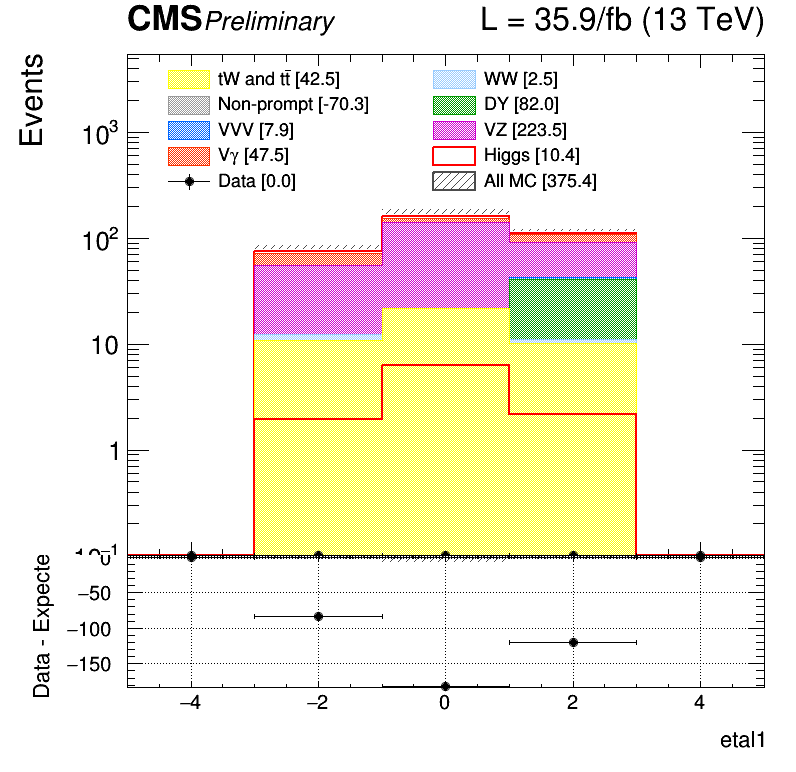 CMS Preliminary L = 35.9/fb (13 TeV)
Events
tW and tt̄ [42.5] WW [2.5]
Non-prompt [-70.3] DY [82.0]
VVV [7.9] VZ [223.5]
Vγ [47.5] Higgs [10.4]
Data [0.0] All MC [375.4]
10³
10²
10
1
Data - Expecte
0
−50
−100
−150
−4 −2 0 2 4
etal1